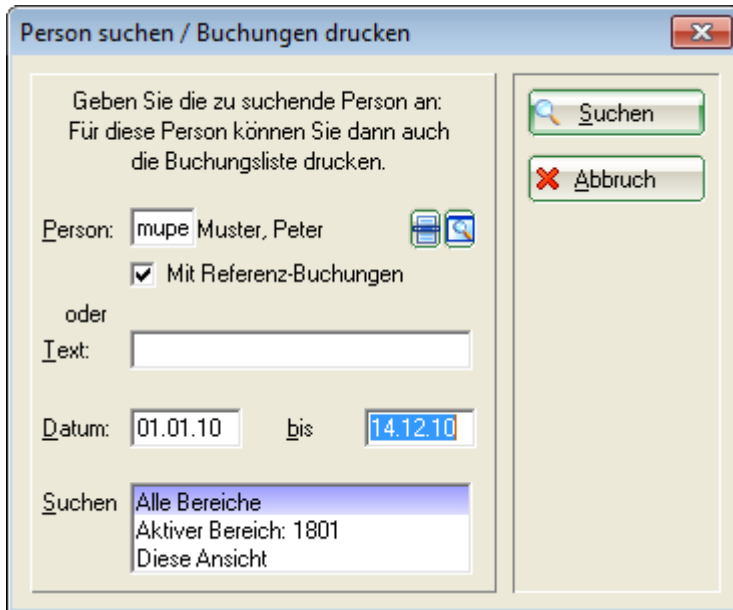 Person suchen / Buchungen drucken
Geben Sie die zu suchende Person an:
Für diese Person können Sie dann auch
die Buchungsliste drucken.
Person: mupe Muster, Peter
Mit Referenz-Buchungen
oder
Text:
Datum: 01.01.10 bis 14.12.10
Suchen Alle Bereiche
Aktiver Bereich: 1801
Diese Ansicht
Suchen
Abbruch